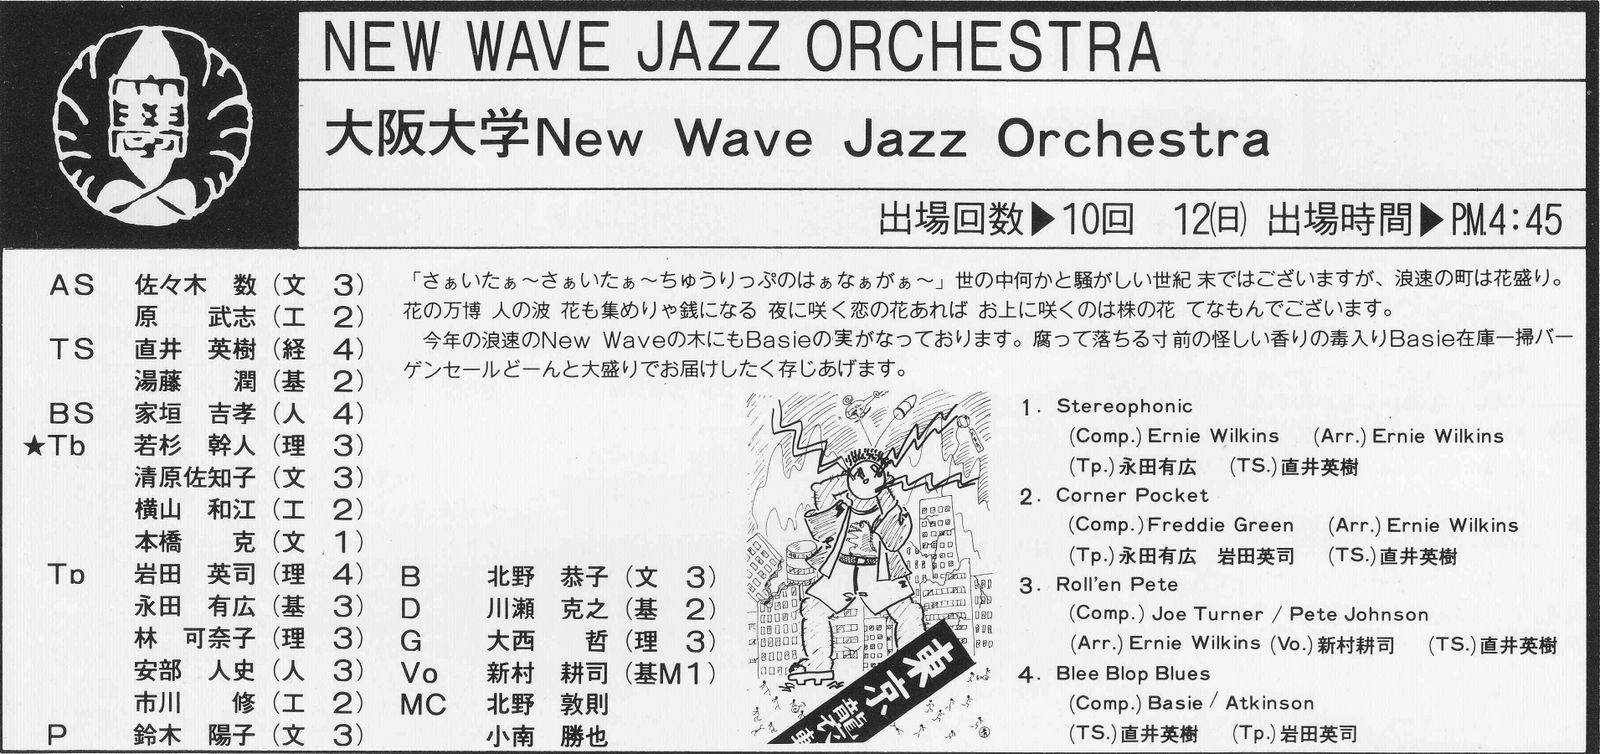 NEW WAVE JAZZ ORCHESTRA
大阪大学New Wave Jazz Orchestra
出場回数▶10回 12(日) 出場時間▶P.M.4:45
AS 佐々木 数(文 3)
原 武志(工 2)
TS 直井 英樹(経 4)
湯藤 潤(基 2)
BS 家垣 吉孝(人 4)
★Tb 若杉 幹人(理 3)
清原佐知子(文 3)
横山 和江(工 2)
本橋 克(文 1)
Tp 岩田 英司(理 4)
永田 有広(基 3)
林 可奈子(理 3)
安部 人史(人 3)
市川 修(工 2)
P 鈴木 陽子(文 3)
B 北野 恭子(文 3)
D 川瀬 克之(基 2)
G 大西 哲(理 3)
Vo 新村 耕司(基M1)
MC 北野 敦則
小南 勝也
「さぁいたぁ～さぁいたぁ～ちゅうりっぷのはぁなぁがぁ～」世の中何かと騒がしい世紀末ではございますが、浪速の町は花盛り。
花の万博 人の波 花も集めりゃ銭になる 夜に咲く恋の花あれば お上に咲くのは株の花 てなもんでございます。
今年の浪速のNew Waveの木にもBasieの実がなっております。腐って落ちる寸前の怪しい香りの毒入りBasie在庫一掃バー
ゲンセールどーんと大盛りでお届けしたく存じあげます。
東京
1. Stereophonic
(Comp.) Ernie Wilkins (Arr.) Ernie Wilkins
(Tp.) 永田有広 (TS.) 直井英樹
2. Corner Pocket
(Comp.) Freddie Green (Arr.) Ernie Wilkins
(Tp.) 永田有広 岩田英司 (TS.) 直井英樹
3. Roll'en Pete
(Comp.) Joe Turner / Pete Johnson
(Arr.) Ernie Wilkins (Vo.) 新村耕司 (TS.) 直井英樹
4. Blee Blop Blues
(Comp.) Basie / Atkinson
(TS.) 直井英樹 (Tp.) 岩田英司